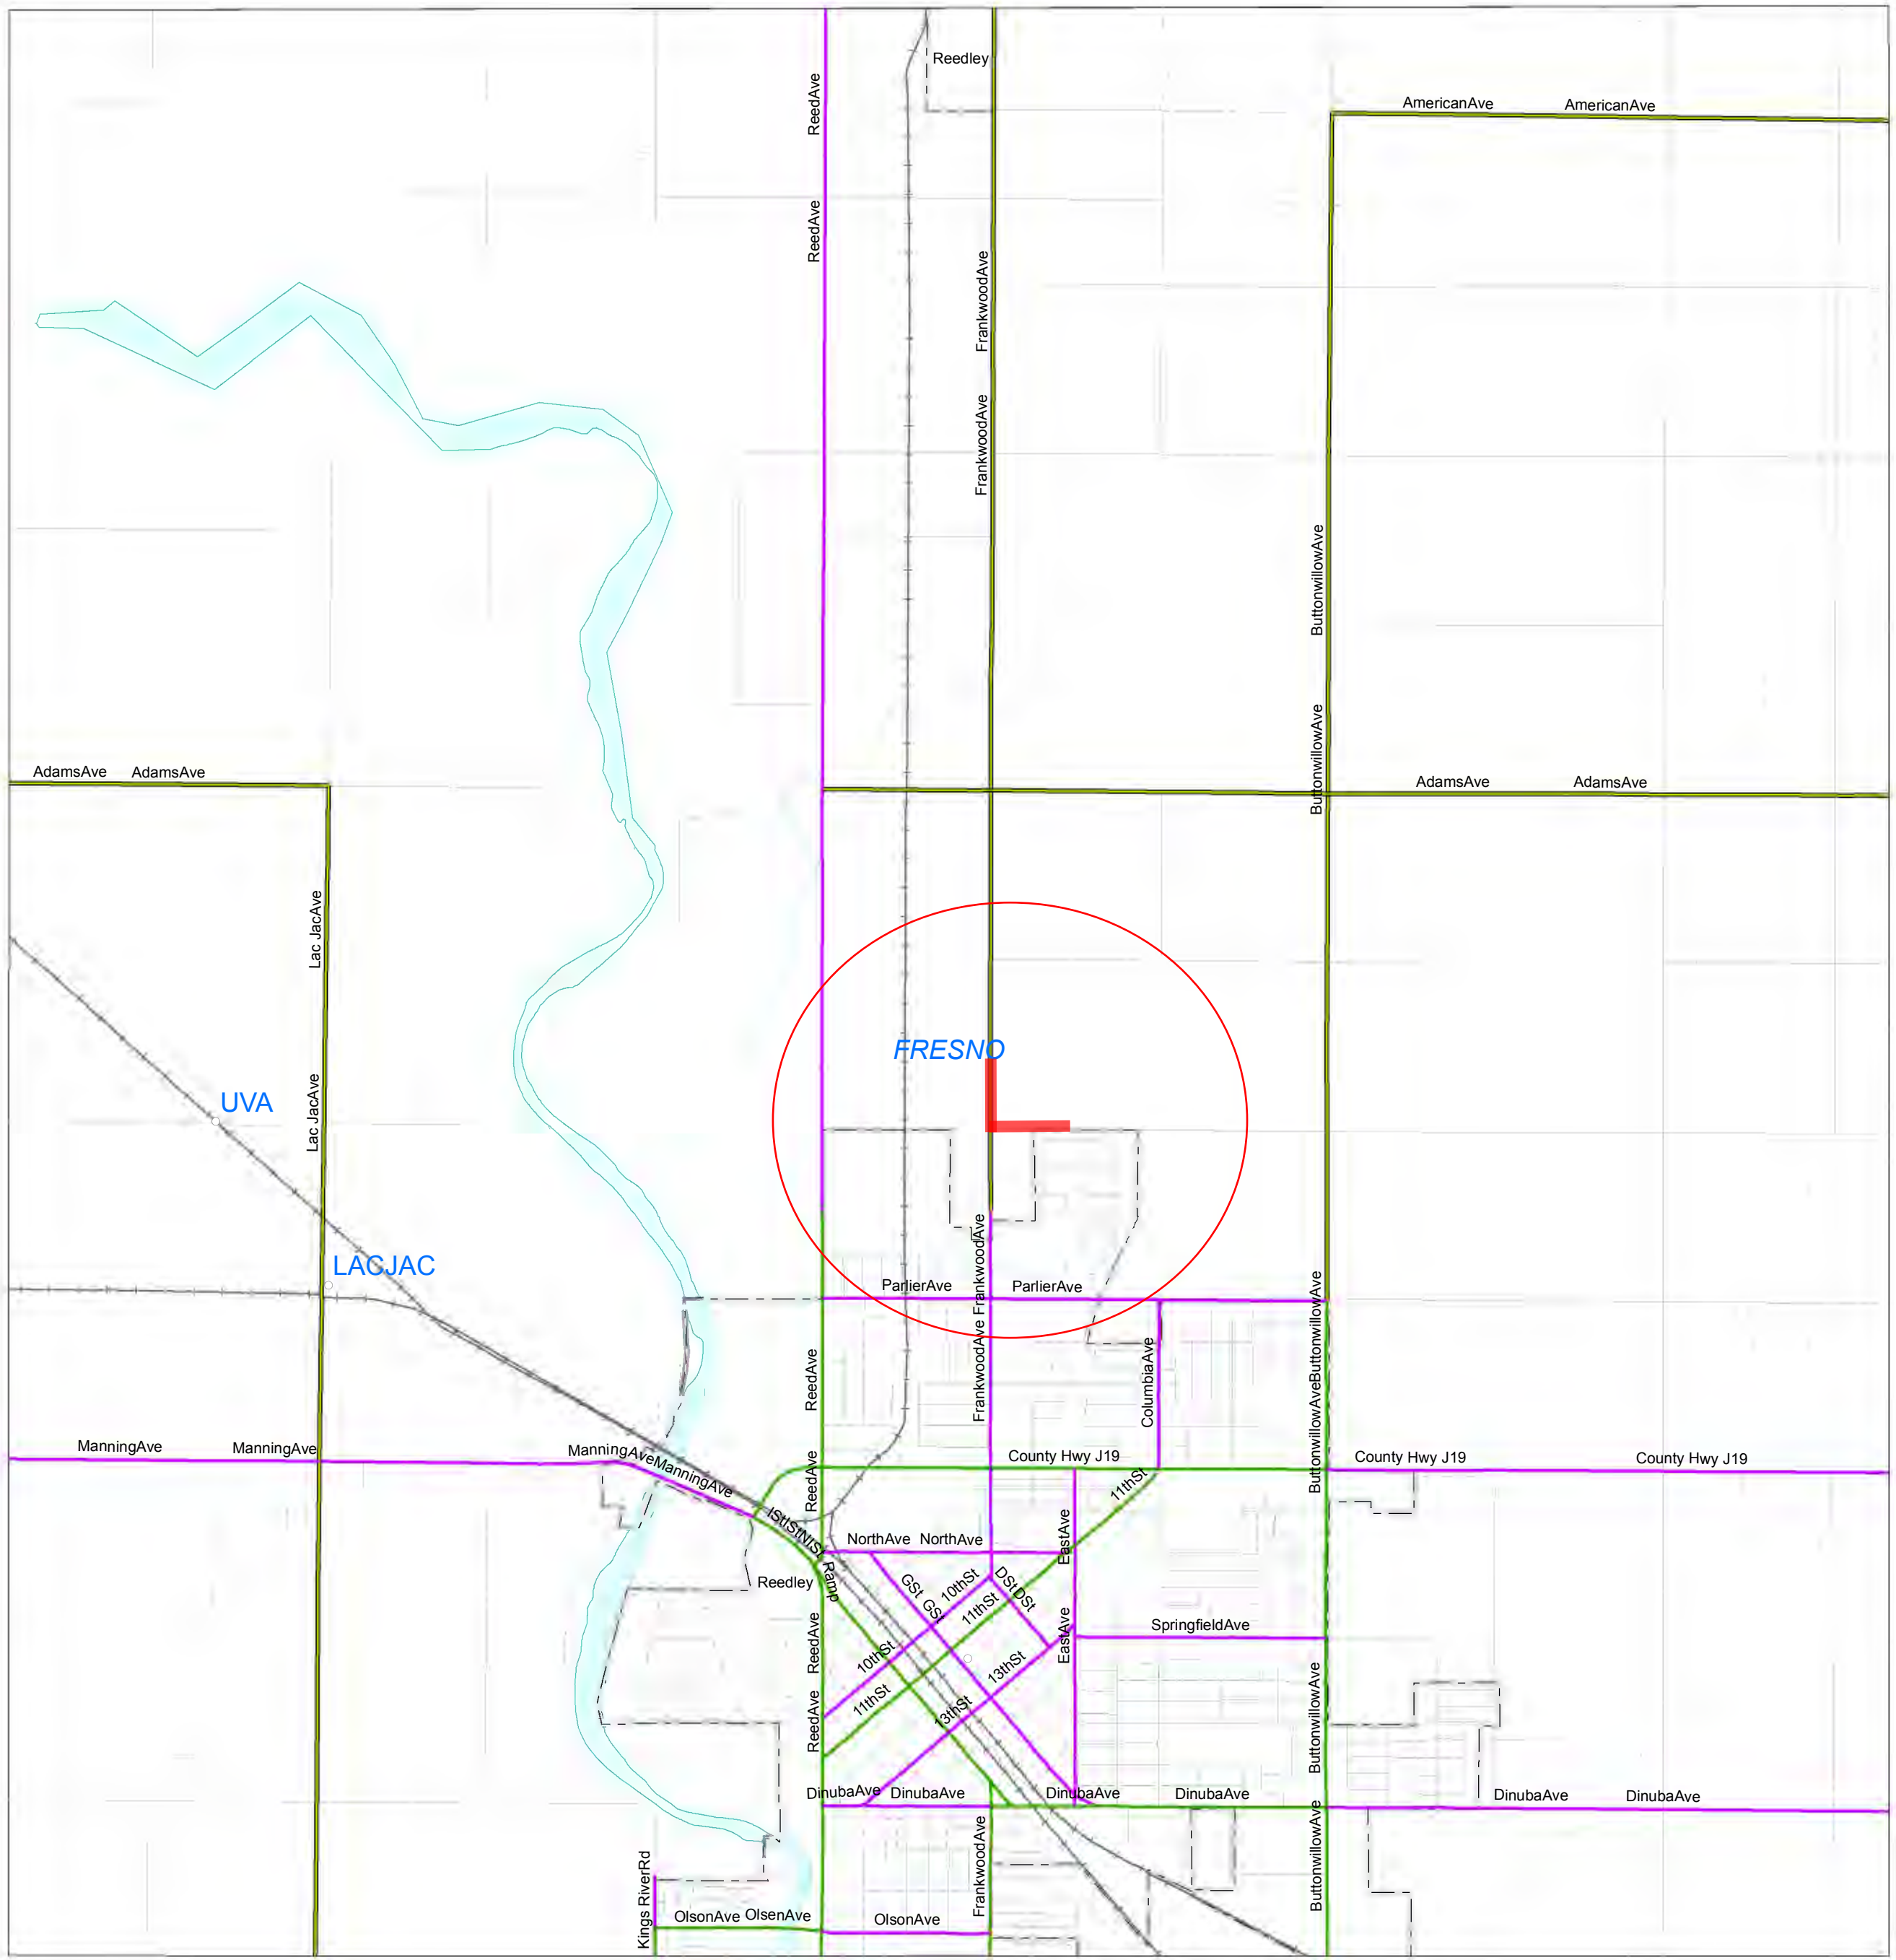 Reedley
AmericanAve
AmericanAve
ReedAve
ReedAve
FrankwoodAve
FrankwoodAve
ButtonwillowAve
ButtonwillowAve
AdamsAve
AdamsAve
AdamsAve
AdamsAve
Lac JacAve
Lac JacAve
FRESNO
UVA
LACJAC
ParlierAve
ParlierAve
FrankwoodAve
FrankwoodAve
ButtonwillowAve
ButtonwillowAve
ColumbiaAve
ReedAve
ReedAve
ManningAve
ManningAve
ManningAve
ManningAve
County Hwy J19
County Hwy J19
County Hwy J19
11thSt
IStIStNISt
Ramp
NorthAve
NorthAve
EastAve
Reedley
GSt
GSt
10thSt
11thSt
DSt
DSt
EastAve
SpringfieldAve
ReedAve
10thSt
13thSt
11thSt
13thSt
ReedAve
ButtonwillowAve
DinubaAve
DinubaAve
DinubaAve
DinubaAve
DinubaAve
DinubaAve
FrankwoodAve
ButtonwillowAve
Kings RiverRd
OlsonAve
OlsenAve
OlsonAve